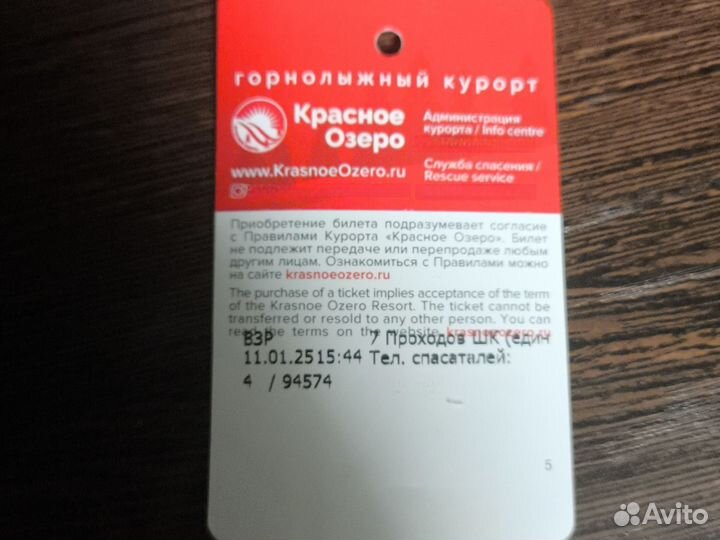 горнолыжный курорт
Красное
Озеро
www.KrasnoeOzero.ru
Администрация
курорта / Info centre
Служба спасения /
Rescue service
Приобретение билета подразумевает согласие
с Правилами Курорта «Красное Озеро». Билет
не подлежит передаче или перепродаже любым
другим лицам. Ознакомиться с Правилами можно
на сайте krasnoeozero.ru
The purchase of a ticket implies acceptance of the term
of the Krasnoe Ozero Resort. The ticket cannot be
transferred or resold to any other person. You can
read the terms on the website krasnoeozero.ru
ВЗР 7 Проходов ШК (един
11.01.2515:44 Тел. спасаталей:
4 / 94574
5
Avito